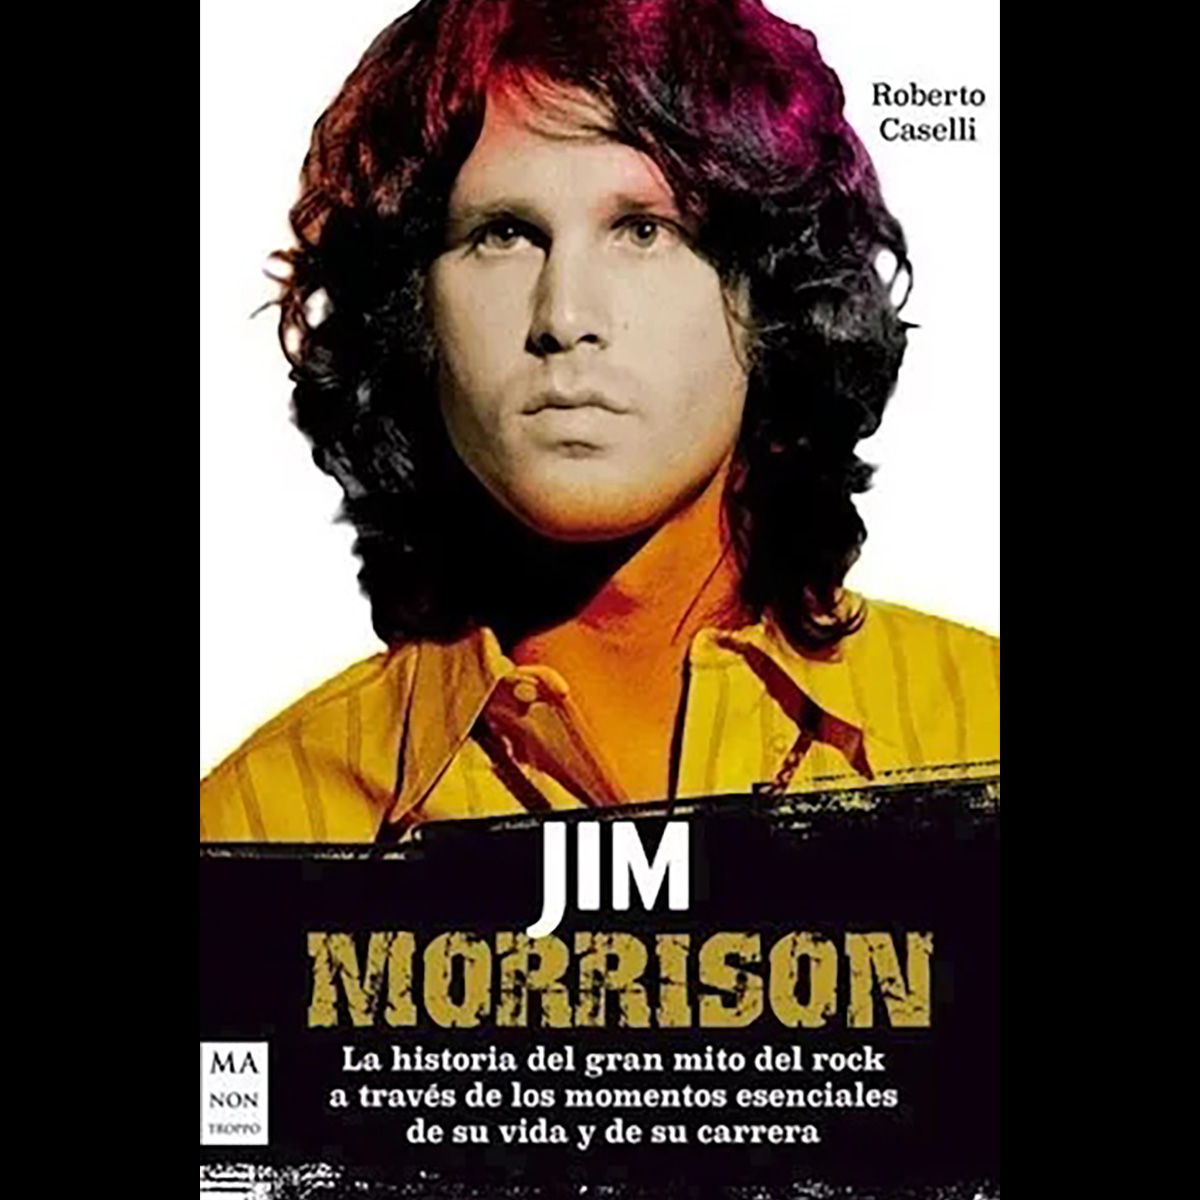 Roberto
Caselli
JIM
MORRISON
La historia del gran mito del rock
a través de los momentos esenciales
de su vida y de su carrera
MA
NON
TROPPO